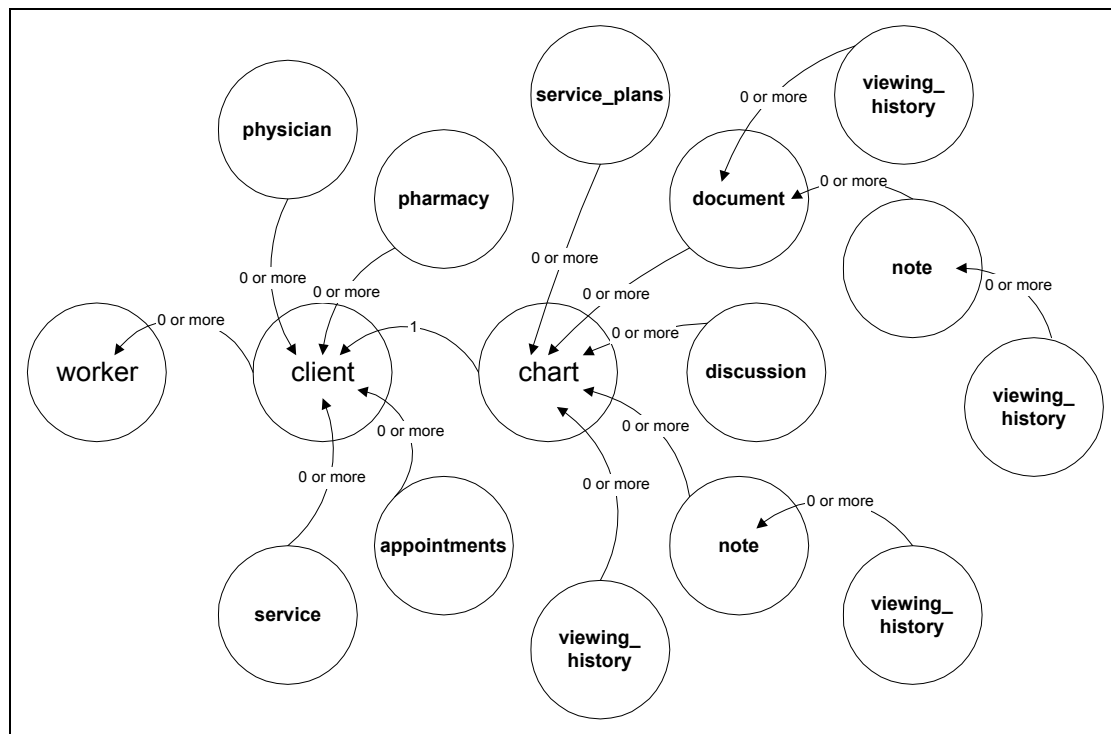 viewing_
history
service_plans
0 or more
physician
document
0 or more
pharmacy
note
0 or more
0 or more
0 or more
0 or more
0 or more
0 or more
1
0 or more
worker
client
chart
discussion
viewing_
history
0 or more
0 or more
0 or more
0 or more
0 or more
appointments
note
service
viewing_
history
viewing_
history